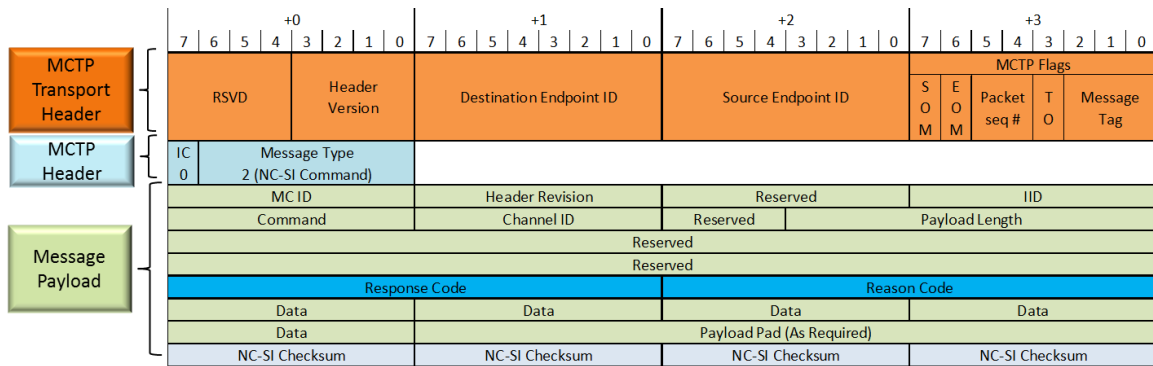 +0 +1 +2 +3
7 6 5 4 3 2 1 0 7 6 5 4 3 2 1 0 7 6 5 4 3 2 1 0 7 6 5 4 3 2 1 0
MCTP
Transport
Header
RSVD
Header
Version
Destination Endpoint ID
Source Endpoint ID
MCTP Flags
S
O
M
E
O
M
Packet
seq #
T
O
Message
Tag
MCTP
Header
IC
0
Message Type
2 (NC-SI Command)
Message
Payload
MC ID Header Revision Reserved IID
Command Channel ID Reserved Payload Length
Reserved
Reserved
Response Code Reason Code
Data Data Data Data
Data Payload Pad (As Required)
NC-SI Checksum NC-SI Checksum NC-SI Checksum NC-SI Checksum